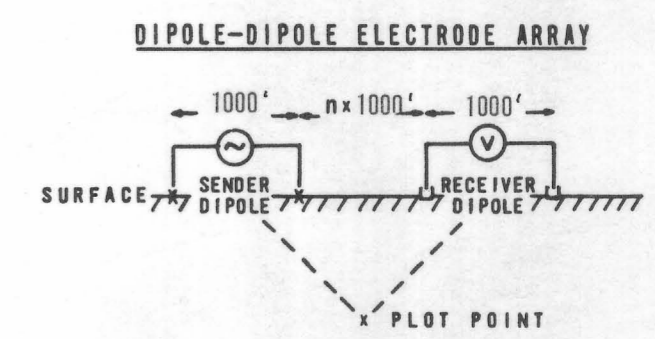 DIPOLE-DIPOLE ELECTRODE ARRAY
1000' n x 1000' 1000'
~ V
SURFACE x SENDER x RECEIVER
DIPOLE DIPOLE
x PLOT POINT